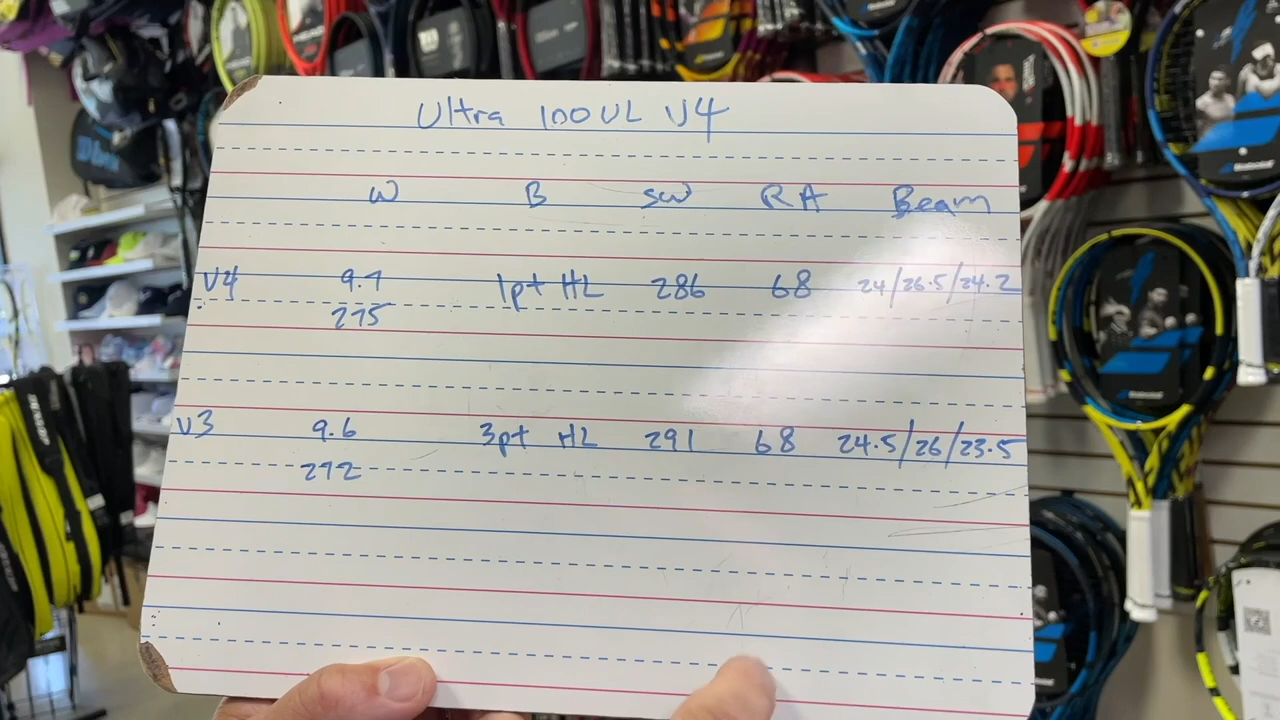 Ultra 100UL V4
W B SW RA Beam
V4 9.7 1pt HL 286 68 24/26.5/24.2
275
V3 9.6 3pt HL 291 68 24.5/26/23.5
272